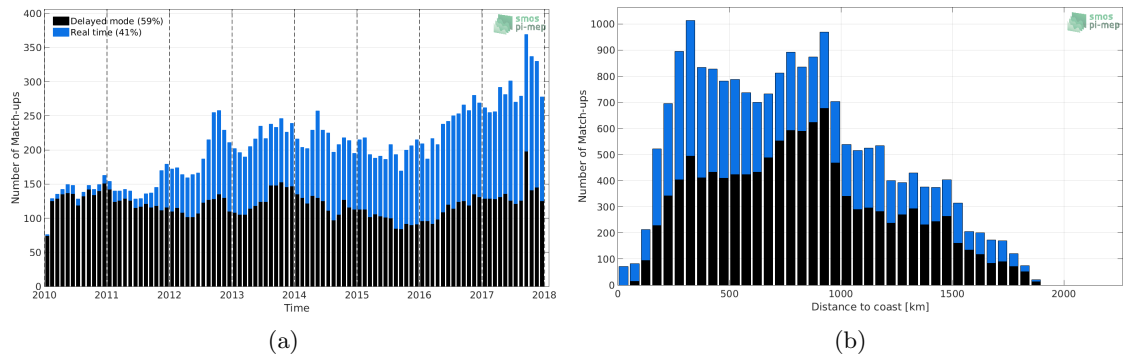 Delayed mode (59%)
Real time (41%)
smos
pi-mep
Number of Match-ups
400
350
300
250
200
150
100
50
0
2010 2011 2012 2013 2014 2015 2016 2017 2018
Time
(a)
smos
pi-mep
Number of Match-ups
1000
900
800
700
600
500
400
300
200
100
0
0 500 1000 1500 2000
Distance to coast [km]
(b)